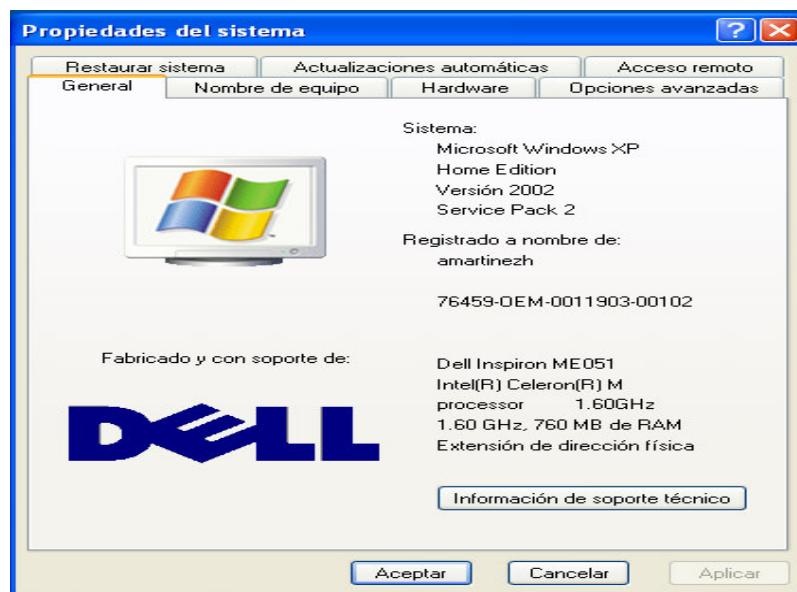 Propiedades del sistema
Restaurar sistema
Actualizaciones automáticas
Acceso remoto
General
Nombre de equipo
Hardware
Opciones avanzadas
Sistema:
Microsoft Windows XP
Home Edition
Versión 2002
Service Pack 2
Registrado a nombre de:
amartinezh
76459-OEM-0011903-00102
Fabricado y con soporte de:
DELL
Dell Inspiron ME051
Intel(R) Celeron(R) M
processor 1.60GHz
1.60 GHz, 760 MB de RAM
Extensión de dirección física
Información de soporte técnico
Aceptar
Cancelar
Aplicar